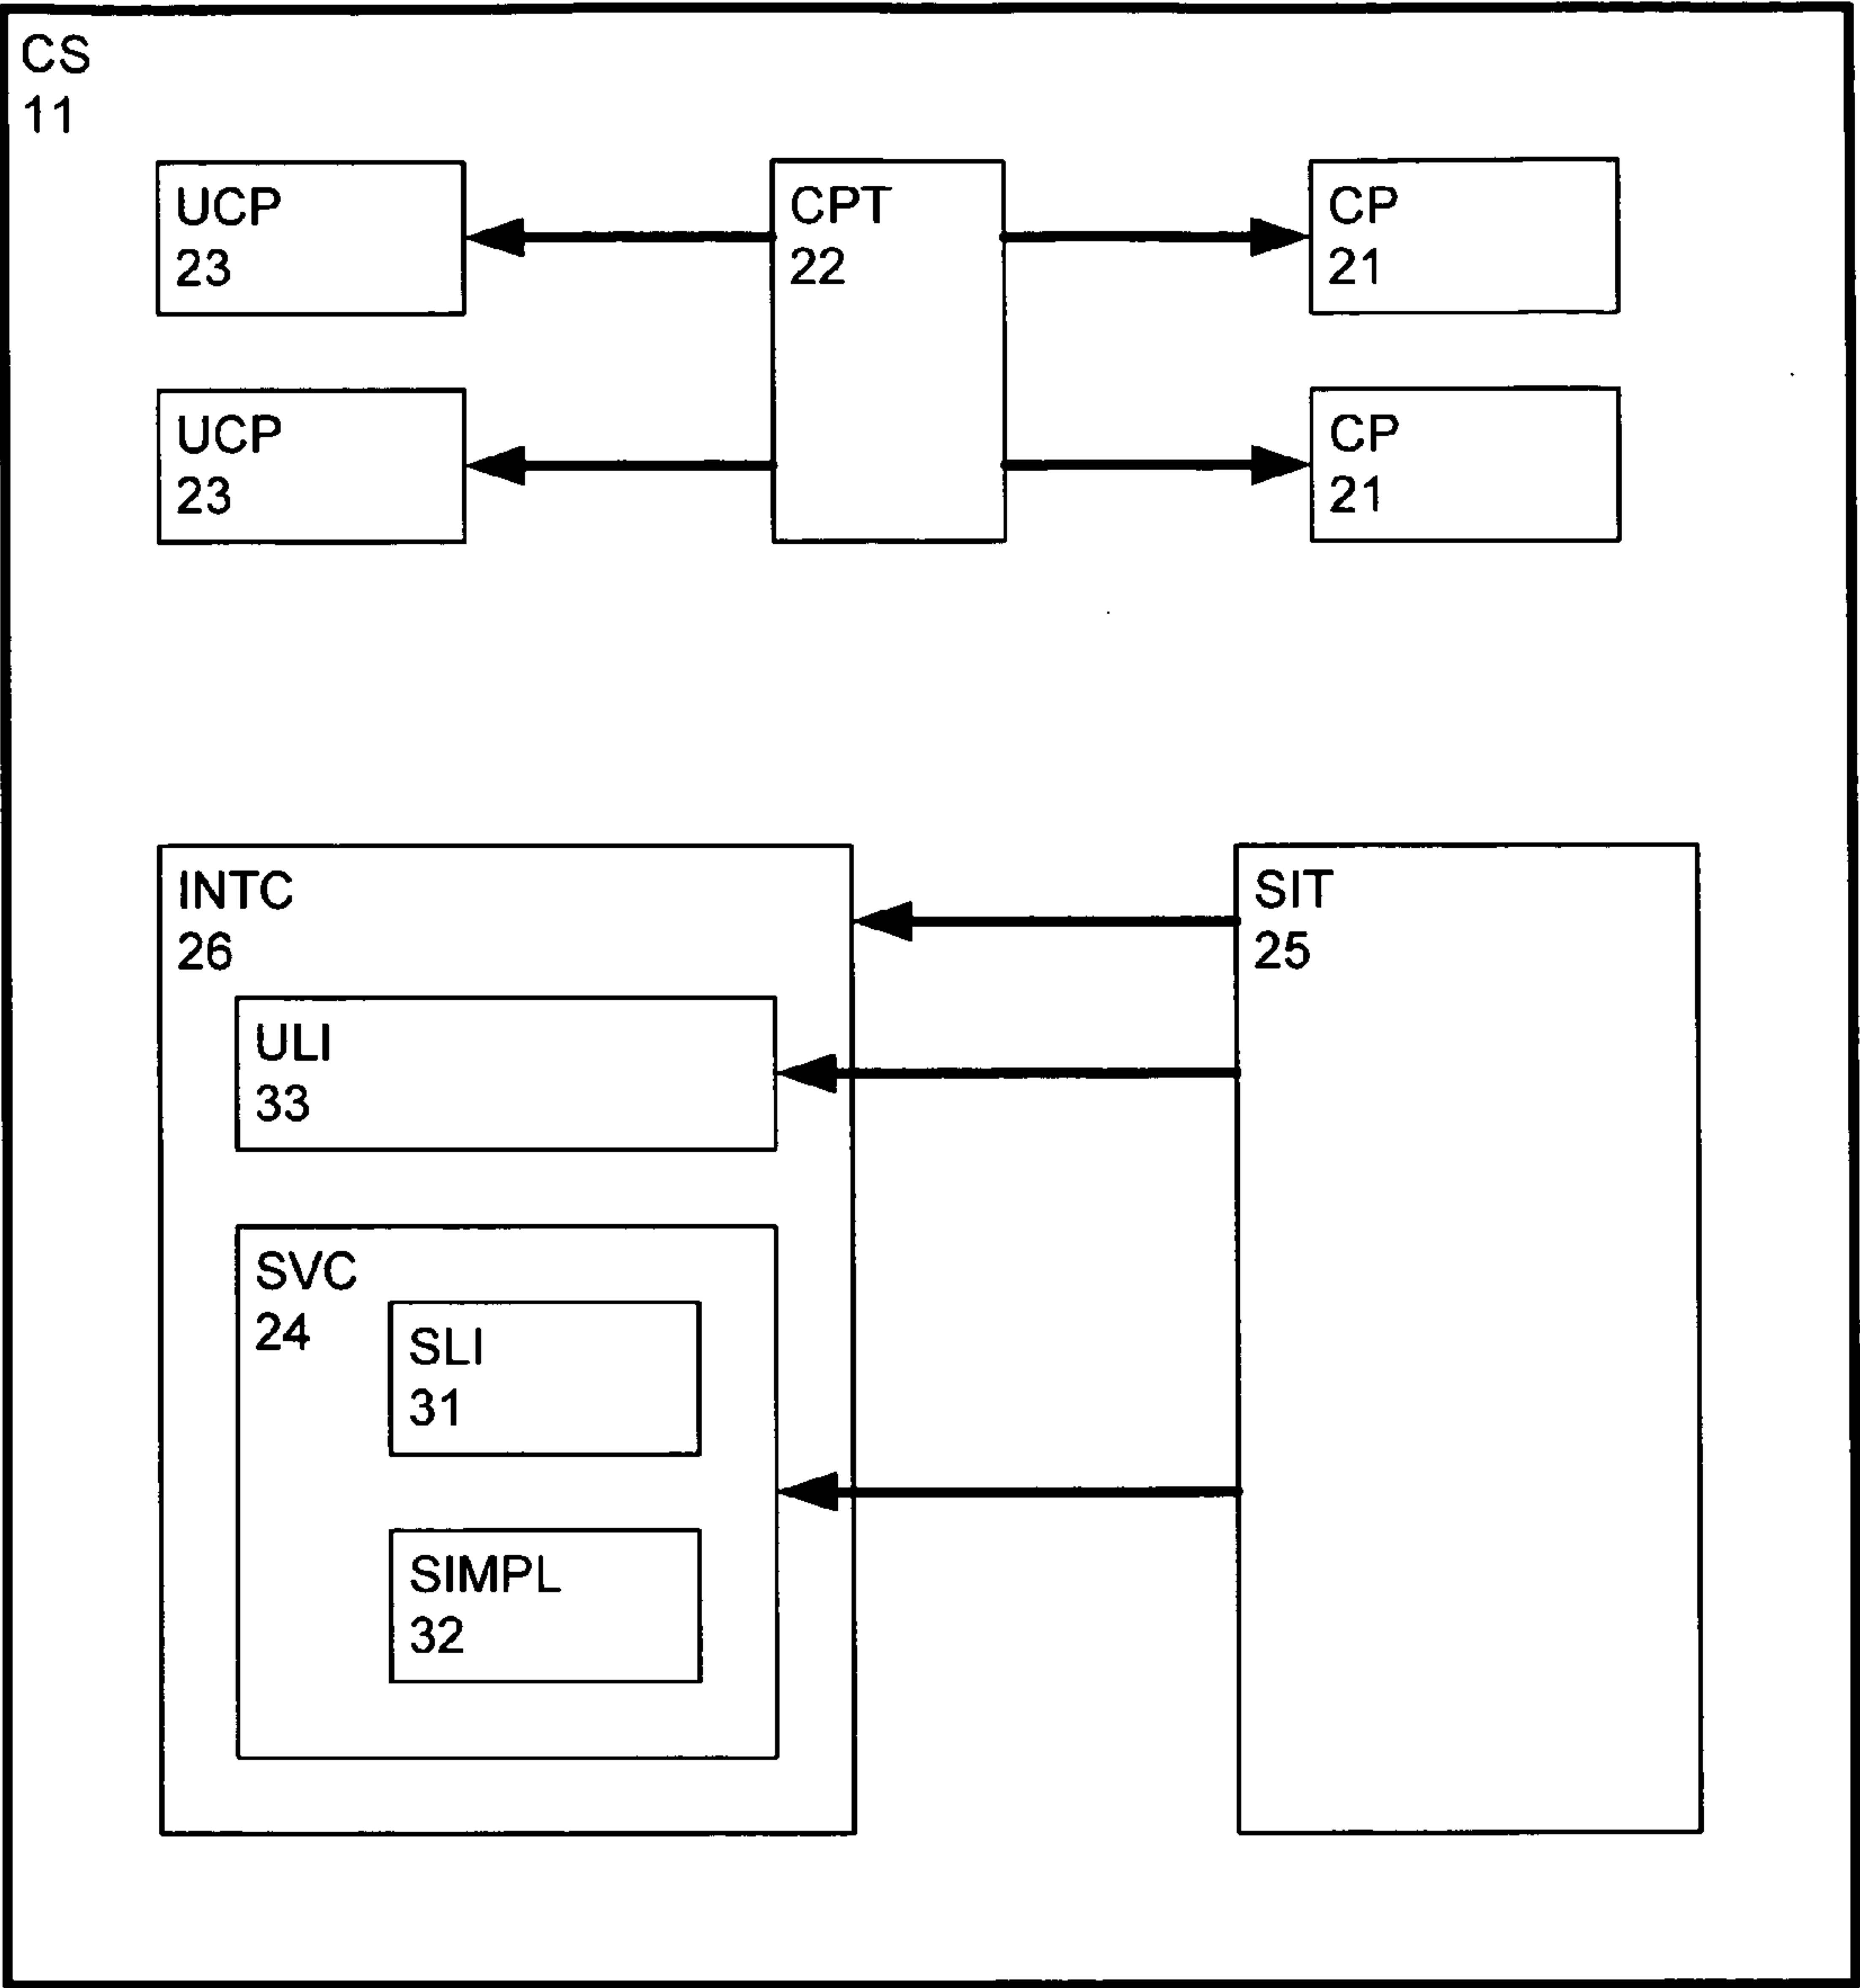 CS
11
UCP
23
CPT
22
CP
21
UCP
23
CP
21
INTC
26
SIT
25
ULI
33
SVC
24
SLI
31
SIMPL
32